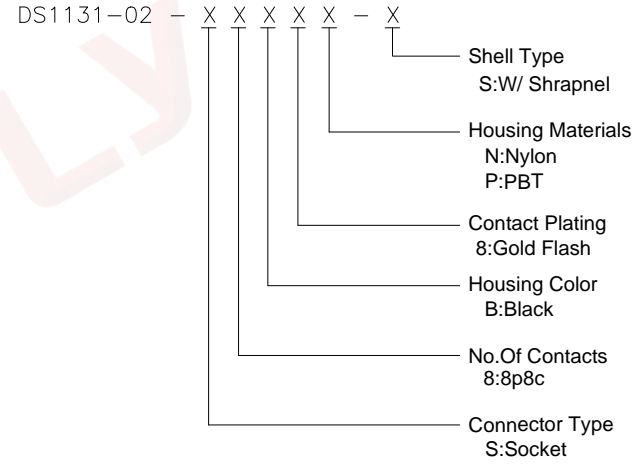 DS1131-02 - X X X X X - X
Shell Type
S:W/ Shrapnel
Housing Materials
N:Nylon
P:PBT
Contact Plating
8:Gold Flash
Housing Color
B:Black
No.Of Contacts
8:8p8c
Connector Type
S:Socket
Ly